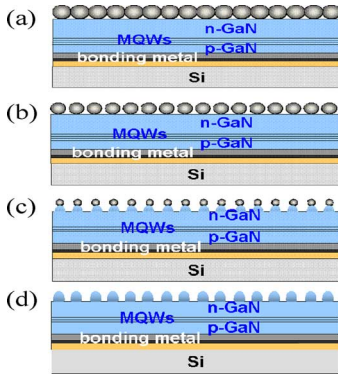 (a)
n-GaN
MQWs
p-GaN
bonding metal
Si
(b)
n-GaN
MQWs
p-GaN
bonding metal
Si
(c)
n-GaN
MQWs
p-GaN
bonding metal
Si
(d)
n-GaN
MQWs
p-GaN
bonding metal
Si